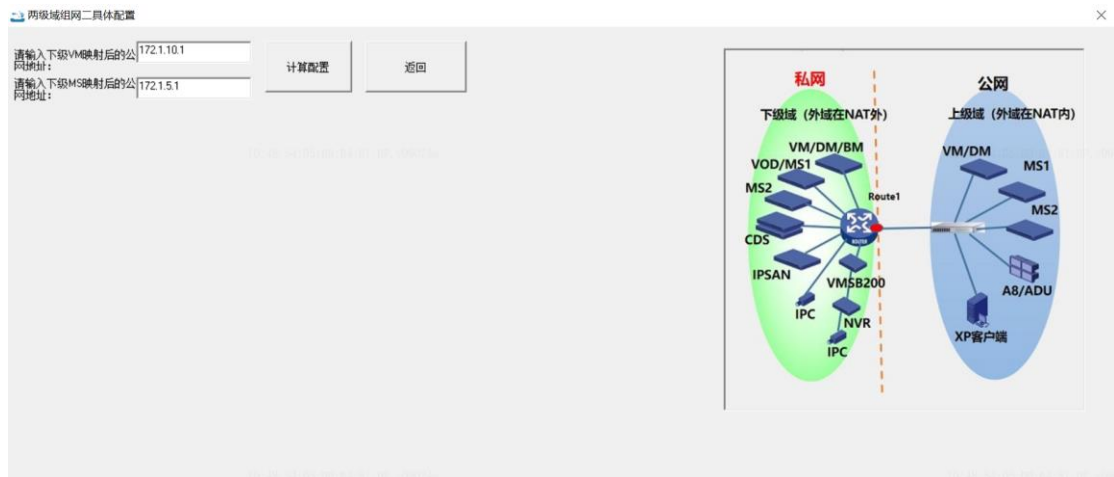 两级域组网二具体配置
请输入下级VM映射后的公网地址：
172.1.10.1
请输入下级MS映射后的公网地址：
172.1.5.1
计算配置
返回
私网
公网
下级域（外域在NAT外）
上级域（外域在NAT内）
VM/DM/BM
VOD/MS1
MS2
CDS
IPSAN
IPC
Route1
ROUTER
VMSB200
NVR
IPC
VM/DM
MS1
MS2
A8/ADU
XP客户端